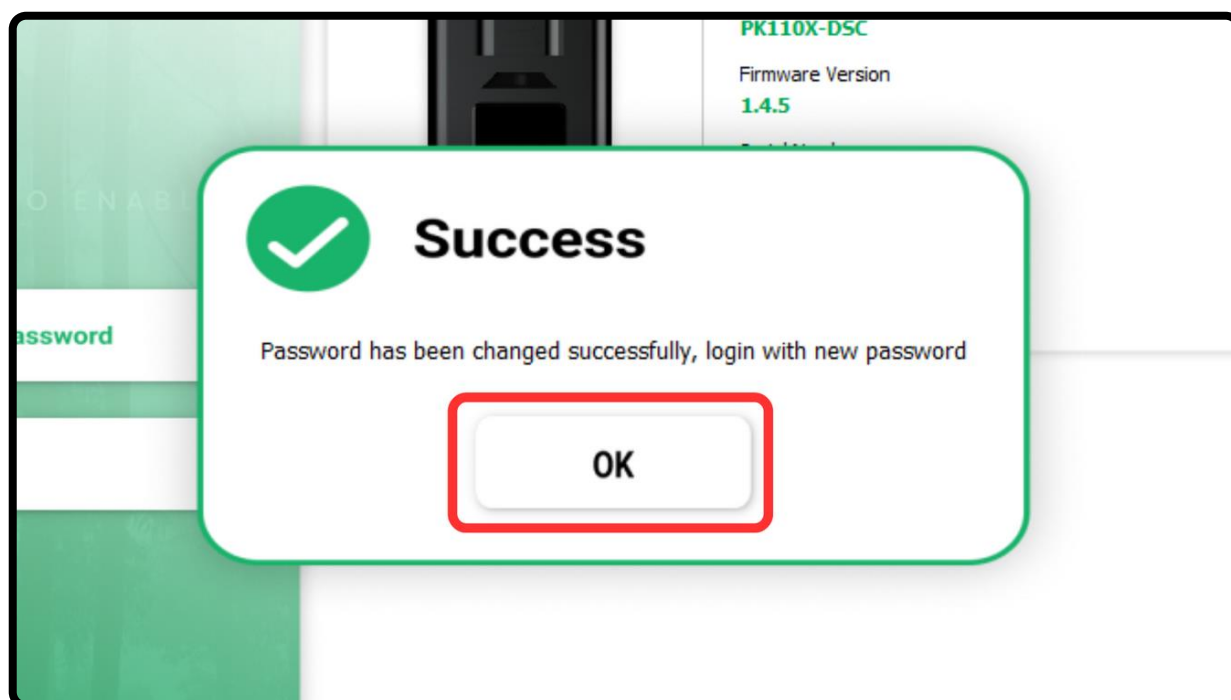 PK110X-DSC
Firmware Version
1.4.5
O ENABI
Success
assword
Password has been changed successfully, login with new password
OK